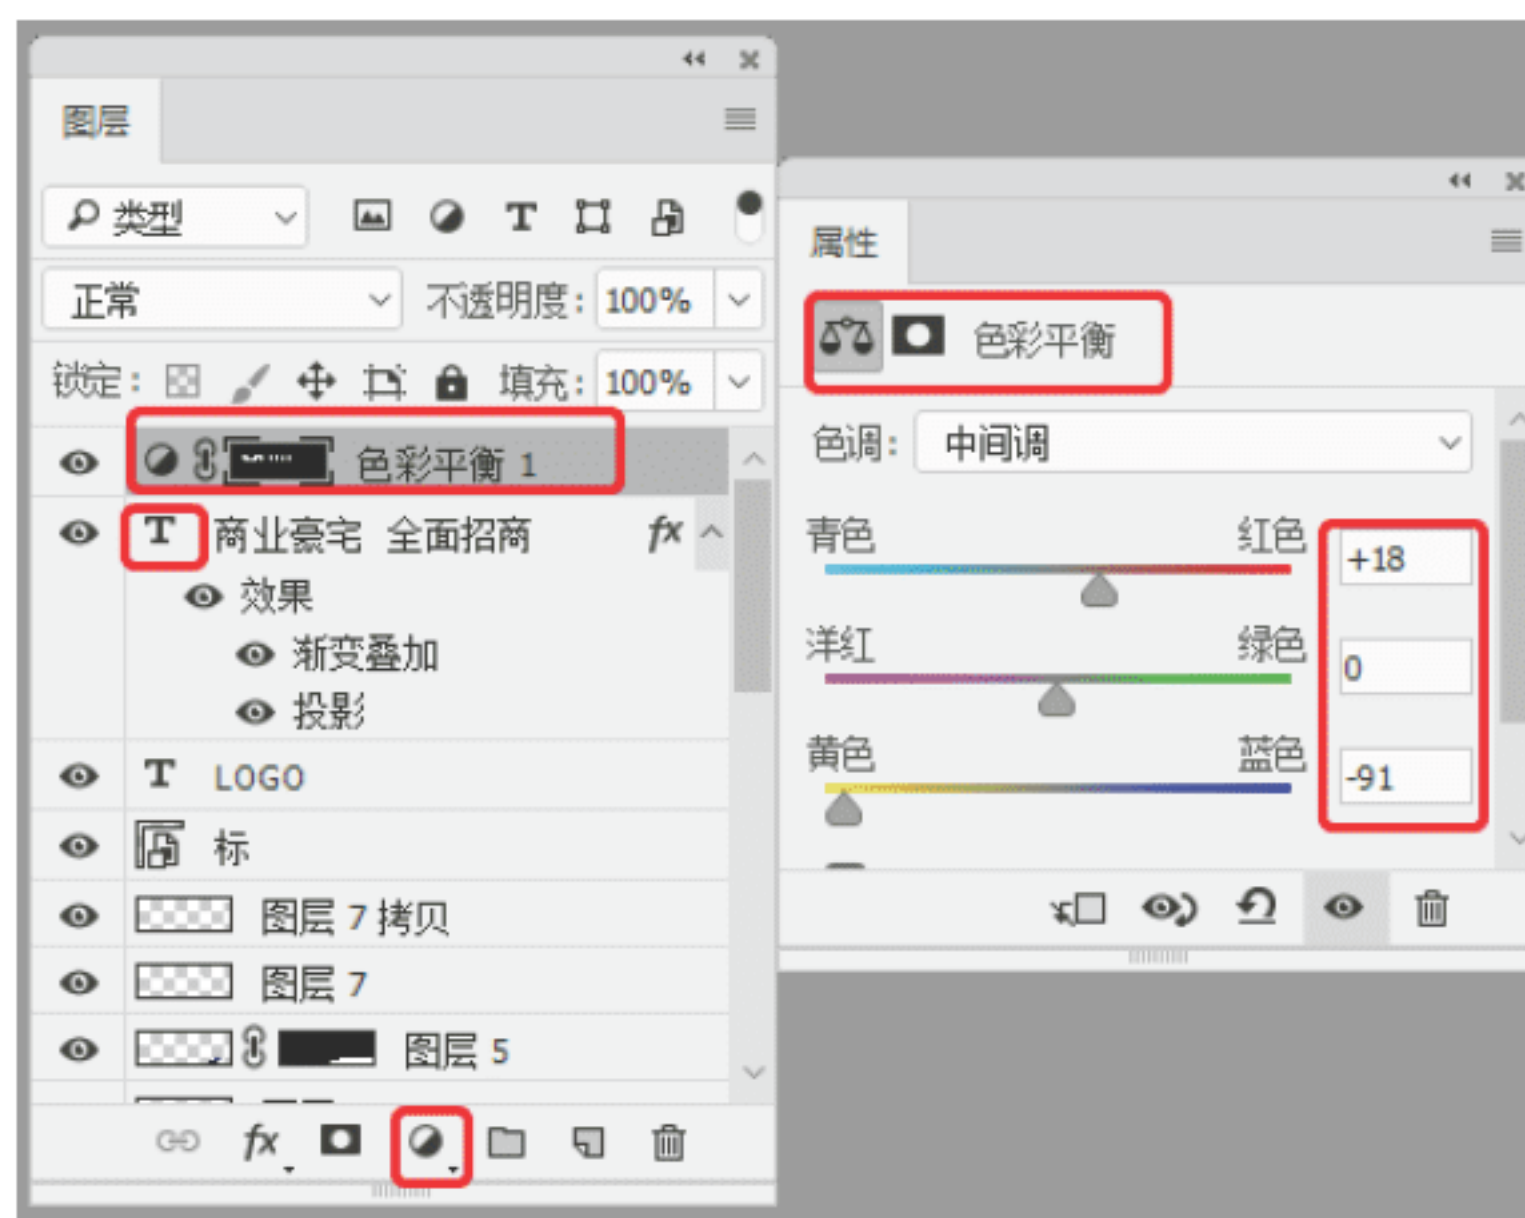 图层
类型
正常 不透明度: 100%
锁定: 填充: 100%
色彩平衡 1
T 商业豪宅 全面招商 fx
效果
渐变叠加
投影
T LOGO
标
图层 7 拷贝
图层 7
图层 5
fx
属性
色彩平衡
色调: 中间调
青色 红色 +18
洋红 绿色 0
黄色 蓝色 -91